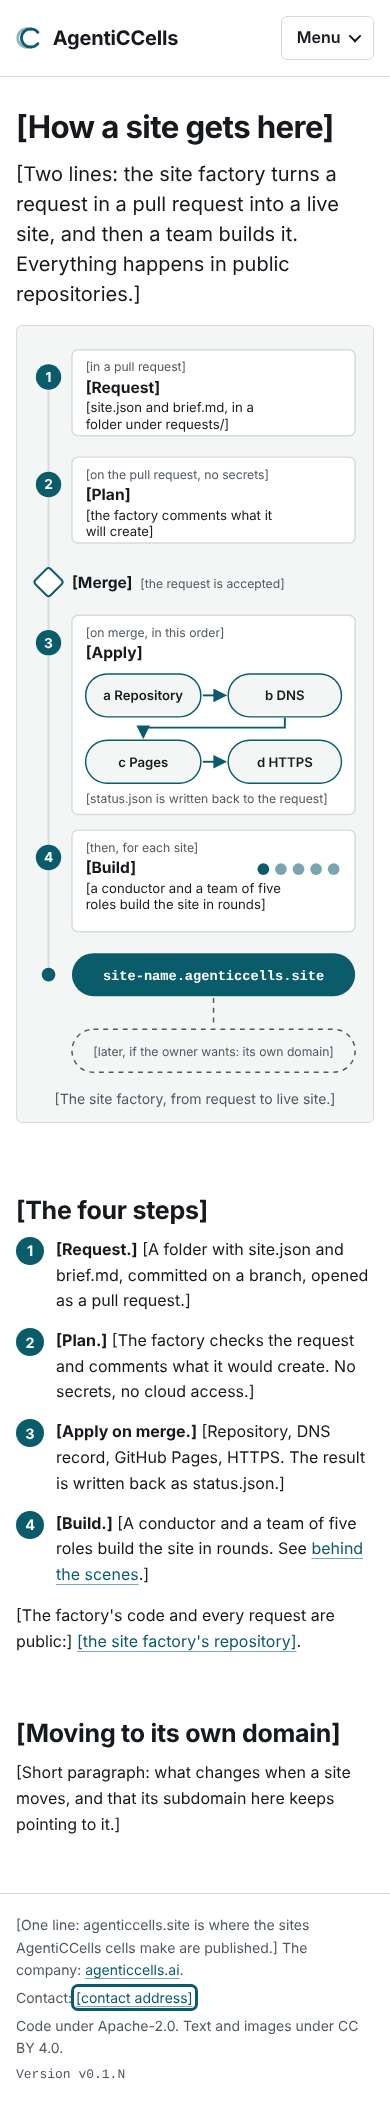 AgentiCCells
Menu
[How a site gets here]
[Two lines: the site factory turns a
request in a pull request into a live
site, and then a team builds it.
Everything happens in public
repositories.]
1
[in a pull request]
[Request]
[site.json and brief.md, in a
folder under requests/]
2
[on the pull request, no secrets]
[Plan]
[the factory comments what it
will create]
[Merge] [the request is accepted]
3
[on merge, in this order]
[Apply]
a Repository
b DNS
c Pages
d HTTPS
[status.json is written back to the request]
4
[then, for each site]
[Build]
[a conductor and a team of five
roles build the site in rounds]
site-name.agenticcells.site
[later, if the owner wants: its own domain]
[The site factory, from request to live site.]
[The four steps]
1 [Request.] [A folder with site.json and
brief.md, committed on a branch, opened
as a pull request.]
2 [Plan.] [The factory checks the request
and comments what it would create. No
secrets, no cloud access.]
3 [Apply on merge.] [Repository, DNS
record, GitHub Pages, HTTPS. The result
is written back as status.json.]
4 [Build.] [A conductor and a team of five
roles build the site in rounds. See behind
the scenes.]
[The factory's code and every request are
public:] [the site factory's repository].
[Moving to its own domain]
[Short paragraph: what changes when a site
moves, and that its subdomain here keeps
pointing to it.]
[One line: agenticcells.site is where the sites
AgentiCCells cells make are published.] The
company: agenticcells.ai.
Contact: [contact address]
Code under Apache-2.0. Text and images under CC
BY 4.0.
Version v0.1.N